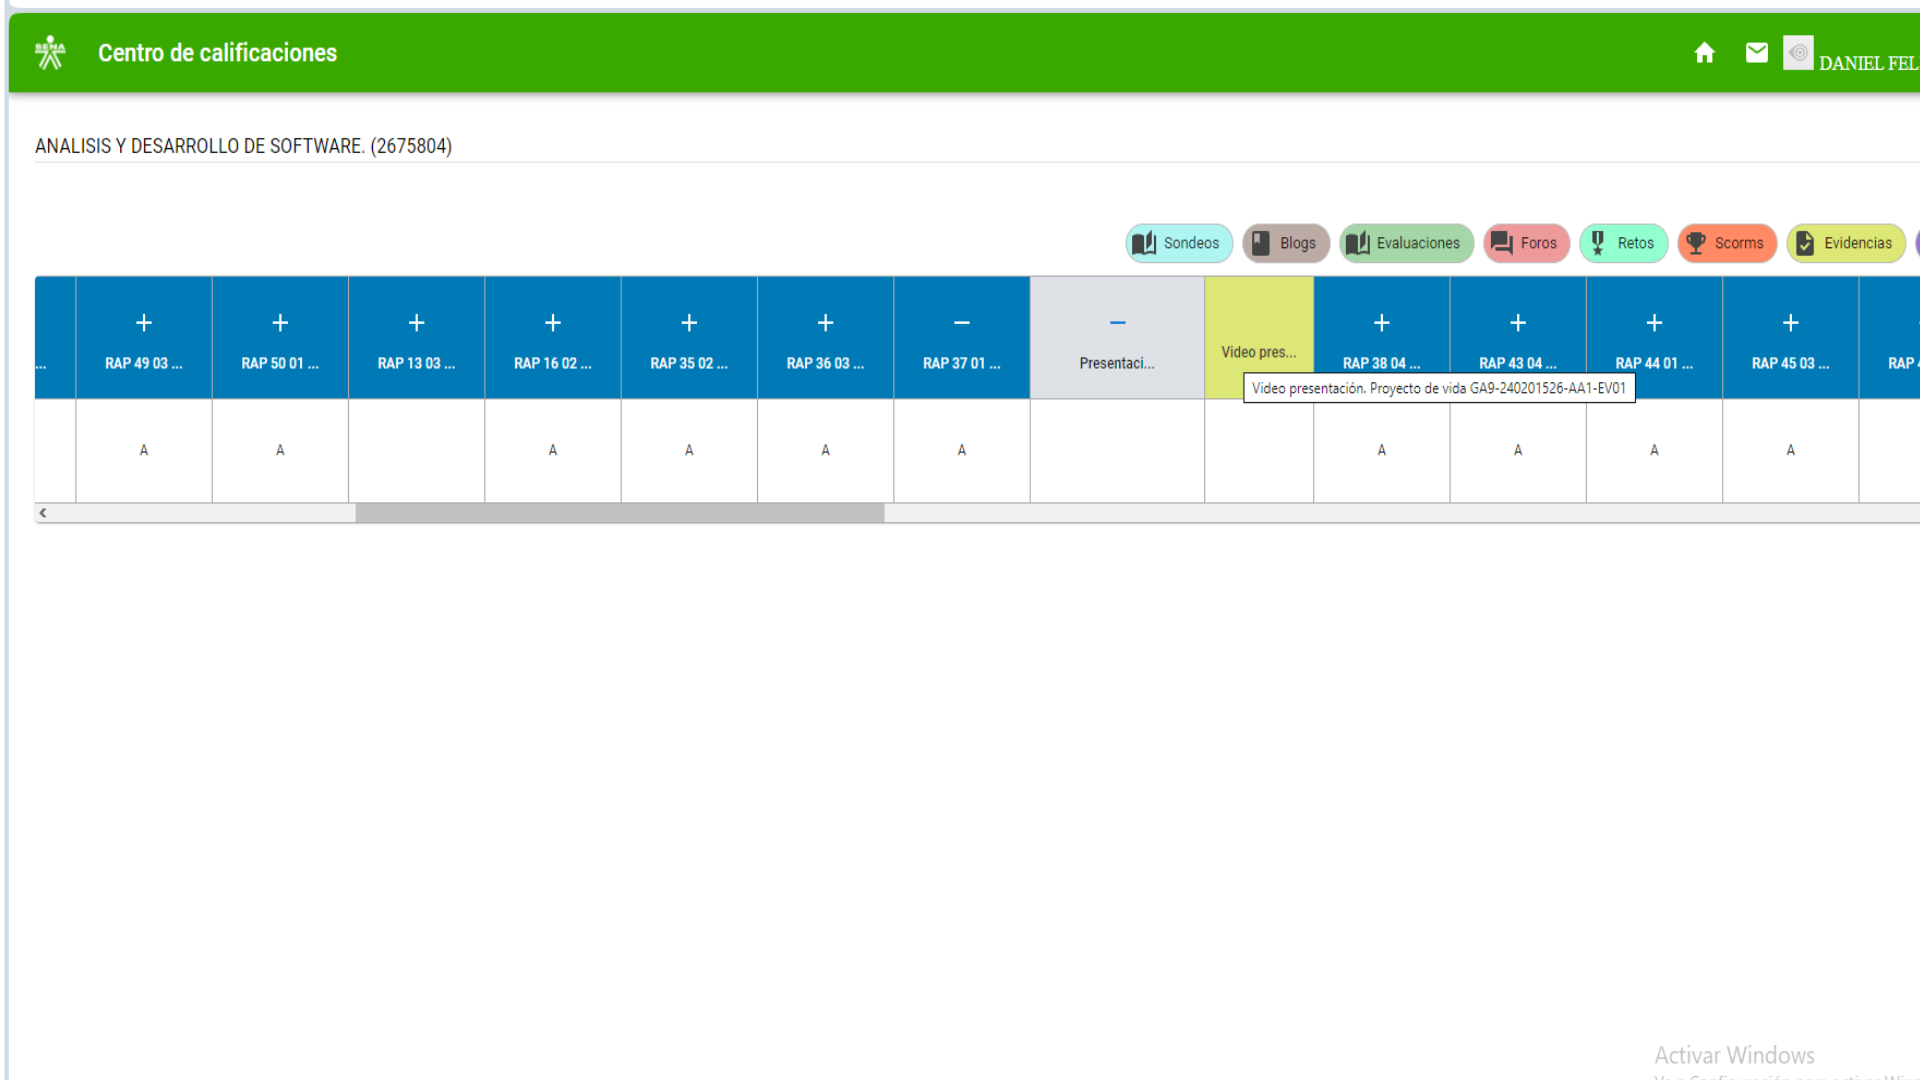 SENA
Centro de calificaciones
DANIEL FEL
ANALISIS Y DESARROLLO DE SOFTWARE. (2675804)
Sondeos
Blogs
Evaluaciones
Foros
Retos
Scorms
Evidencias
...
RAP 49 03 ...
RAP 50 01 ...
RAP 13 03 ...
RAP 16 02 ...
RAP 35 02 ...
RAP 36 03 ...
RAP 37 01 ...
Presentaci...
Video pres...
RAP 38 04 ...
RAP 43 04 ...
RAP 44 01 ...
RAP 45 03 ...
RAP
Video presentación. Proyecto de vida GA9-240201526-AA1-EV01
A
A
A
A
A
A
A
A
A
A
Activar Windows